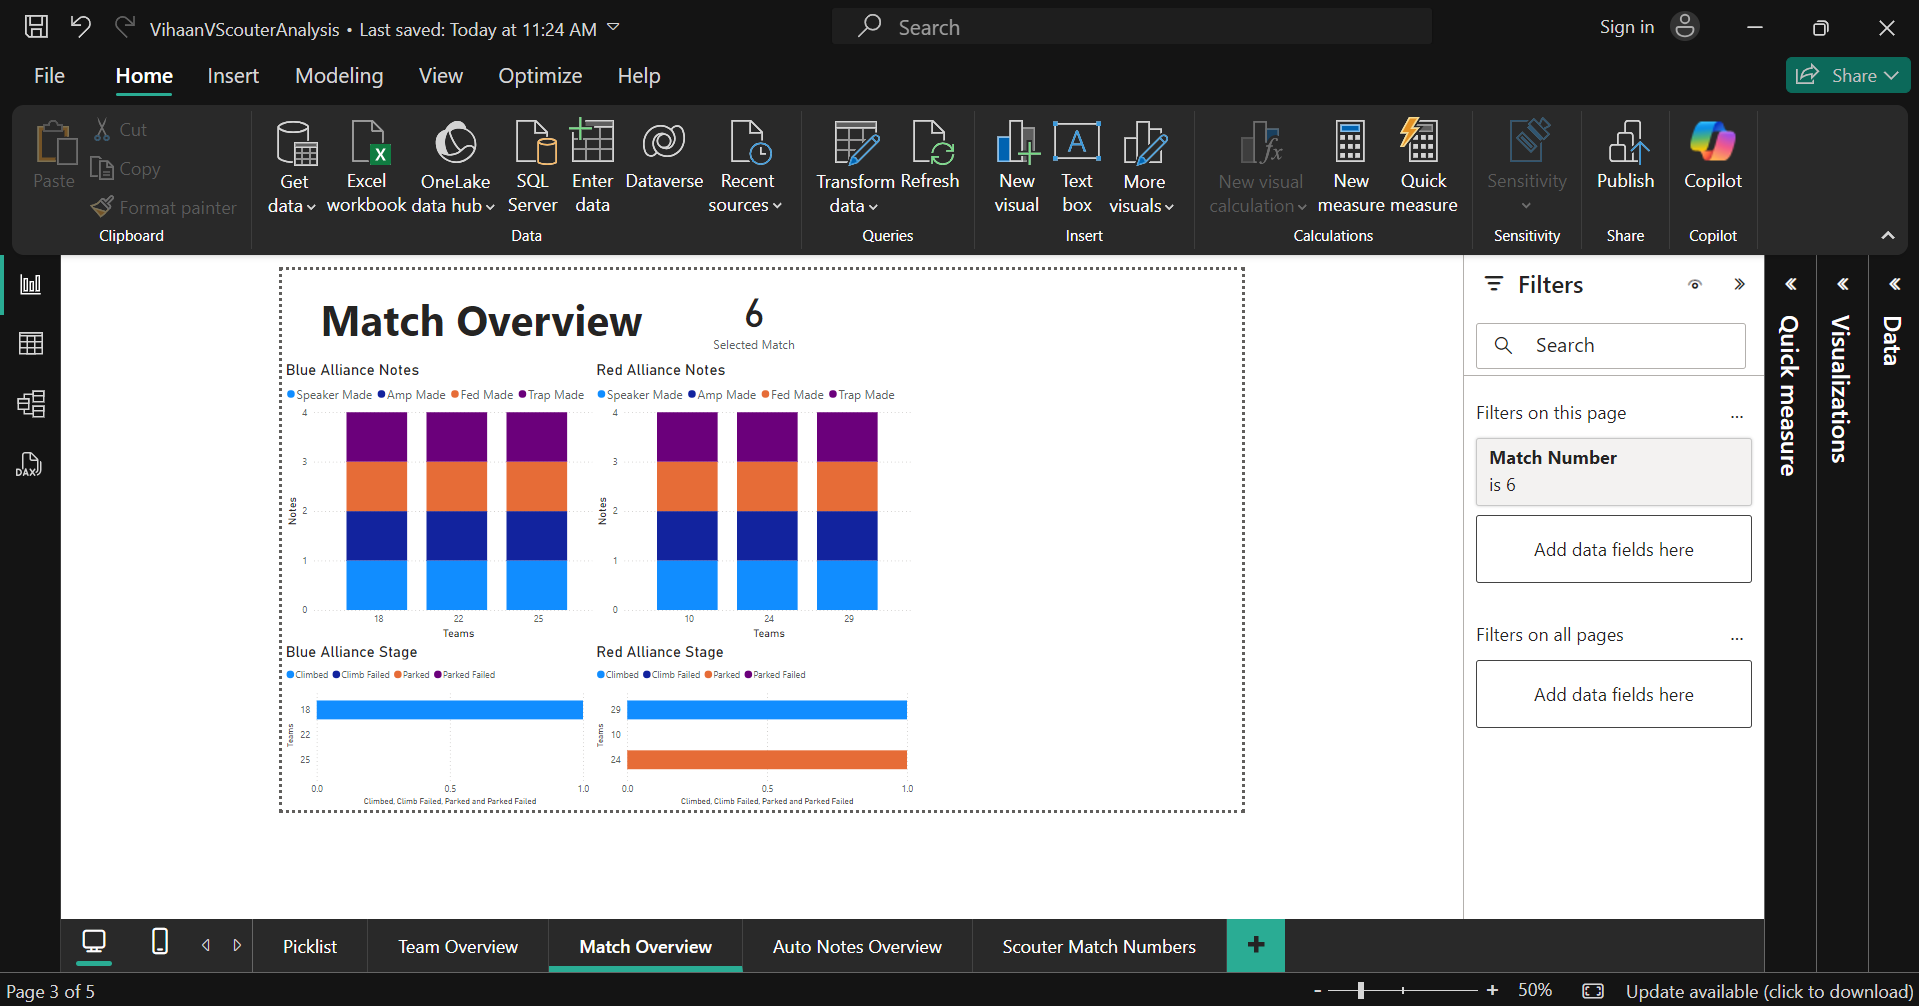 VihaanVScouterAnalysis • Last saved: Today at 11:24 AM
Search
Sign in
File
Home
Insert
Modeling
View
Optimize
Help
Share
Paste
Cut
Copy
Format painter
Clipboard
Get data
Excel workbook
OneLake data hub
SQL Server
Enter data
Dataverse
Recent sources
Data
Transform data
Refresh
Queries
New visual
Text box
More visuals
Insert
New visual calculation
New measure
Quick measure
Calculations
Sensitivity
Sensitivity
Publish
Share
Copilot
Copilot
DAX
Match Overview
6
Selected Match
Blue Alliance Notes
Speaker Made Amp Made Fed Made Trap Made
4
3
2
1
0
Notes
18 22 25
Teams
Red Alliance Notes
Speaker Made Amp Made Fed Made Trap Made
4
3
2
1
0
Notes
10 24 29
Teams
Blue Alliance Stage
Climbed Climb Failed Parked Parked Failed
18
22
25
Teams
0.0 0.5 1.0
Climbed, Climb Failed, Parked and Parked Failed
Red Alliance Stage
Climbed Climb Failed Parked Parked Failed
29
10
24
Teams
0.0 0.5 1.0
Climbed, Climb Failed, Parked and Parked Failed
Filters
Search
Filters on this page ...
Match Number
is 6
Add data fields here
Filters on all pages ...
Add data fields here
Quick measure
Visualizations
Data
Picklist
Team Overview
Match Overview
Auto Notes Overview
Scouter Match Numbers
+
Page 3 of 5
- + 50%
Update available (click to download)